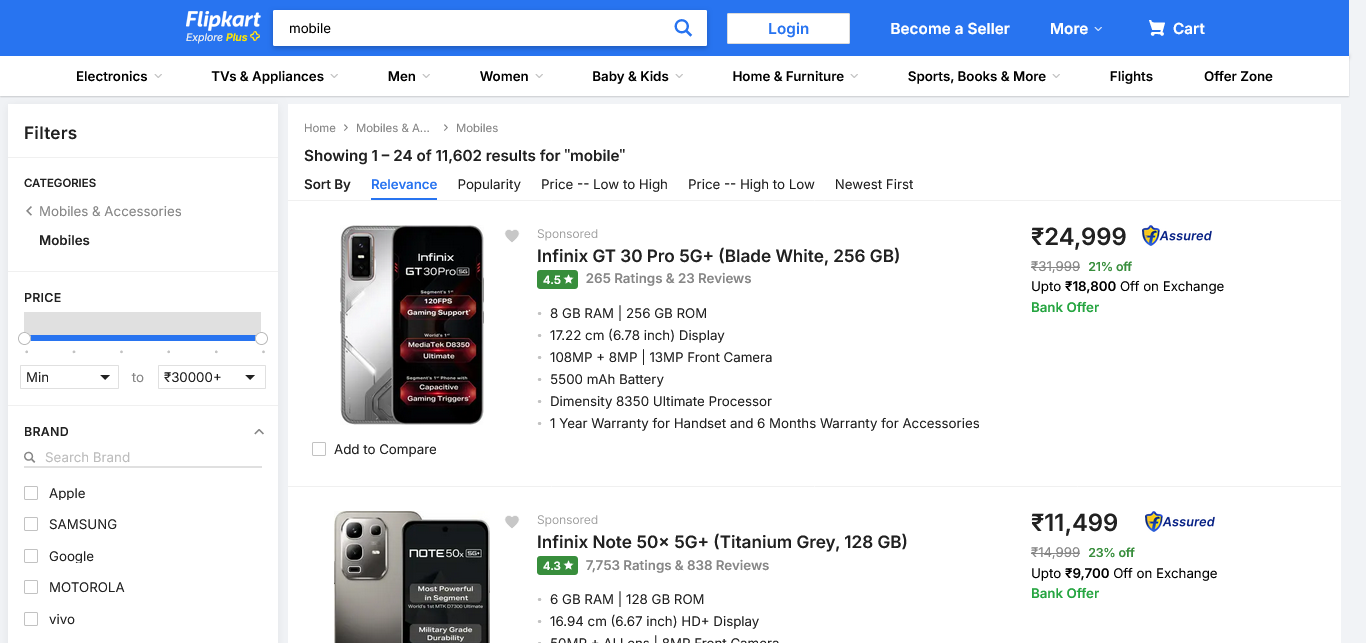 Flipkart
Explore Plus
mobile
Login
Become a Seller
More
Cart
Electronics
TVs & Appliances
Men
Women
Baby & Kids
Home & Furniture
Sports, Books & More
Flights
Offer Zone
Filters
CATEGORIES
Mobiles & Accessories
Mobiles
PRICE
Min
to
₹30000+
BRAND
Search Brand
Apple
SAMSUNG
Google
MOTOROLA
vivo
Home
Mobiles & A...
Mobiles
Showing 1 – 24 of 11,602 results for "mobile"
Sort By
Relevance
Popularity
Price -- Low to High
Price -- High to Low
Newest First
Infinix
GT 30 Pro 5G
Segment's 1st
120FPS
Gaming Support
World's 1st
MediaTek D8350
Ultimate
Segment's 1st Phone with
Capacitive
Gaming Triggers
Add to Compare
Sponsored
Infinix GT 30 Pro 5G+ (Blade White, 256 GB)
4.5 ★ 265 Ratings & 23 Reviews
8 GB RAM | 256 GB ROM
17.22 cm (6.78 inch) Display
108MP + 8MP | 13MP Front Camera
5500 mAh Battery
Dimensity 8350 Ultimate Processor
1 Year Warranty for Handset and 6 Months Warranty for Accessories
₹24,999
Assured
₹31,999 21% off
Upto ₹18,800 Off on Exchange
Bank Offer
NOTE 50x 5G+
Most Powerful
in Segment
World's 1st MTK D7300 Ultimate
Military Grade
Durability
Sponsored
Infinix Note 50x 5G+ (Titanium Grey, 128 GB)
4.3 ★ 7,753 Ratings & 838 Reviews
6 GB RAM | 128 GB ROM
16.94 cm (6.67 inch) HD+ Display
50MP + AI Lens | 8MP Front Camera
₹11,499
Assured
₹14,999 23% off
Upto ₹9,700 Off on Exchange
Bank Offer